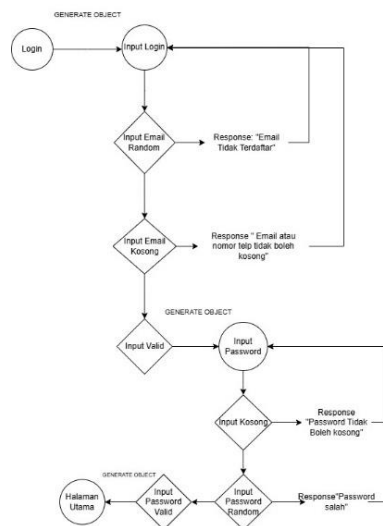 GENERATE OBJECT
Login
Input Login
Input Email
Random
Response: "Email
Tidak Terdaftar"
Input Email
Kosong
Response " Email atau
nomor telp tidak boleh
kosong"
GENERATE OBJECT
Input Valid
Input
Password
Input Kosong
Response
"Password Tidak
Boleh kosong"
GENERATE OBJECT
Halaman
Utama
Input
Password
Valid
Input
Password
Random
Response"Password
salah"